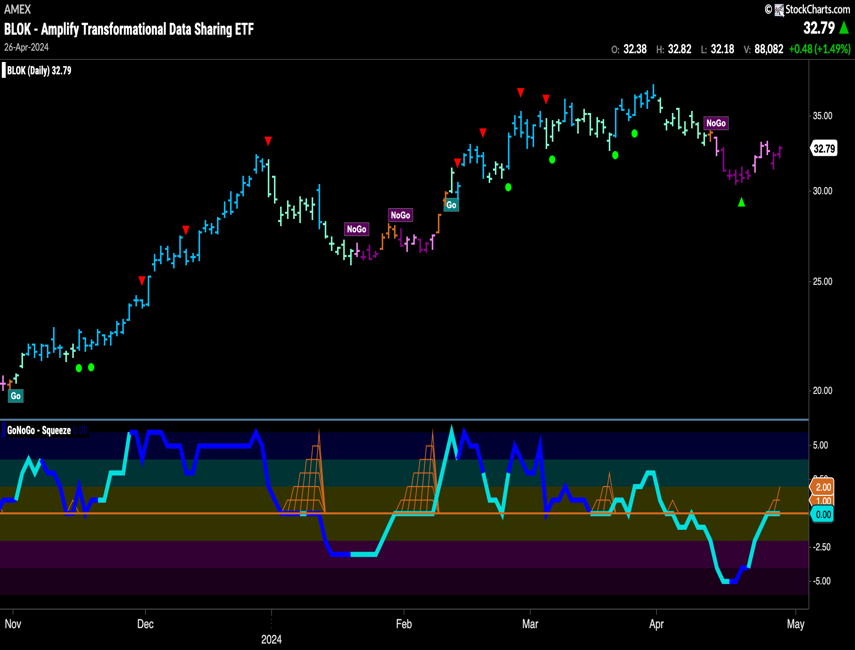 AMEX
© StockCharts.com
BLOK - Amplify Transformational Data Sharing ETF
32.79
26-Apr-2024
O: 32.38 H: 32.82 L: 32.18 V: 88,082 +0.48 (+1.49%)
BLOK (Daily) 32.79
35.00
NoGo
32.79
30.00
Go
NoGo
NoGo
25.00
20.00
Go
GoNoGo - Squeeze
5.00
2.00
1.00
0.00
-2.50
-5.00
Nov Dec Feb Mar Apr May
2024